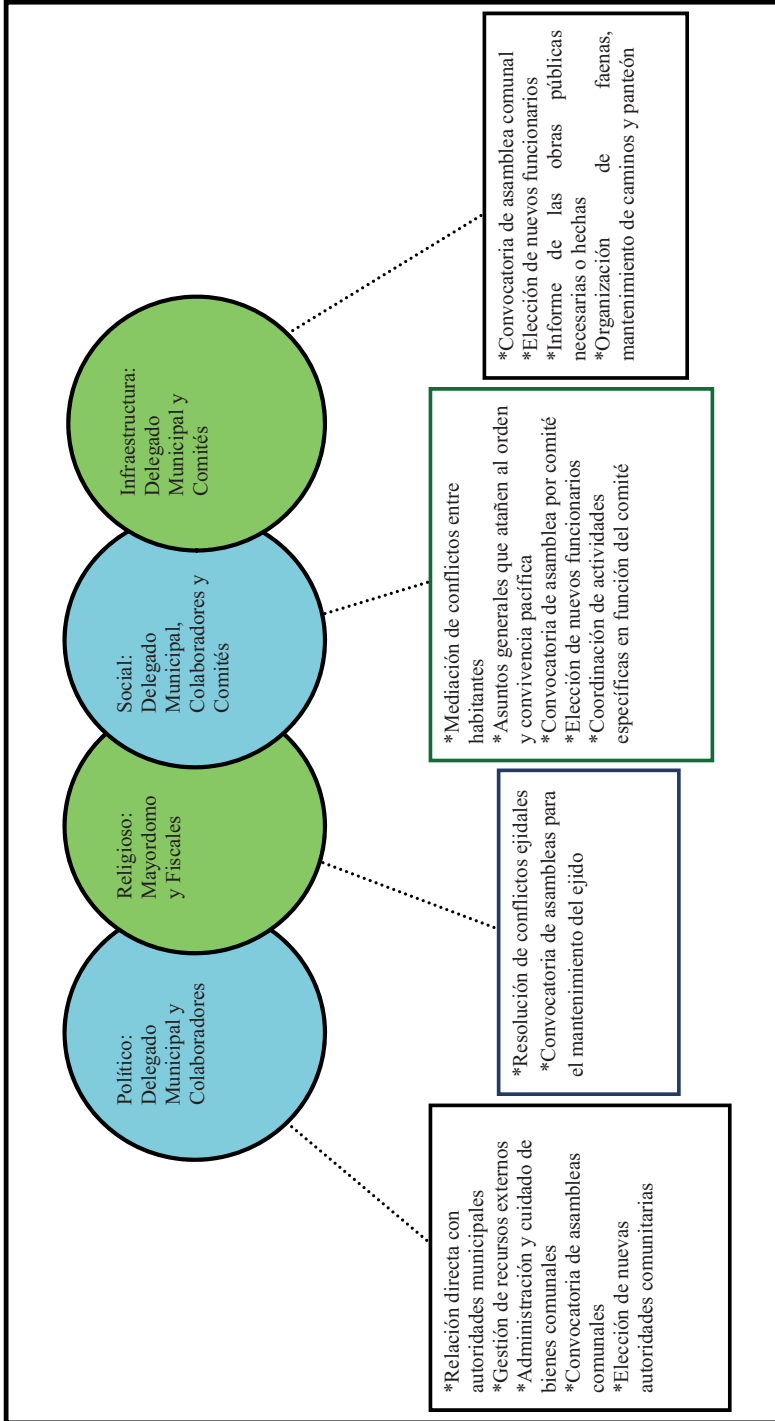 Político:
Delegado
Municipal y
Colaboradores
Religioso:
Mayordomo
y Fiscales
Social:
Delegado
Municipal,
Colaboradores y
Comités
Infraestructura:
Delegado
Municipal y
Comités
*Relación directa con
autoridades municipales
*Gestión de recursos externos
*Administración y cuidado de
bienes comunales
*Convocatoria de asambleas
comunales
*Elección de nuevas
autoridades comunitarias
*Resolución de conflictos ejidales
*Convocatoria de asambleas para
el mantenimiento del ejido
*Mediación de conflictos entre
habitantes
*Asuntos generales que atañen al orden
y convivencia pacífica
*Convocatoria de asamblea por comité
*Elección de nuevos funcionarios
*Coordinación de actividades
específicas en función del comité
*Convocatoria de asamblea comunal
*Elección de nuevos funcionarios
*Informe de las obras públicas
necesarias o hechas
*Organización de faenas,
mantenimiento de caminos y panteón